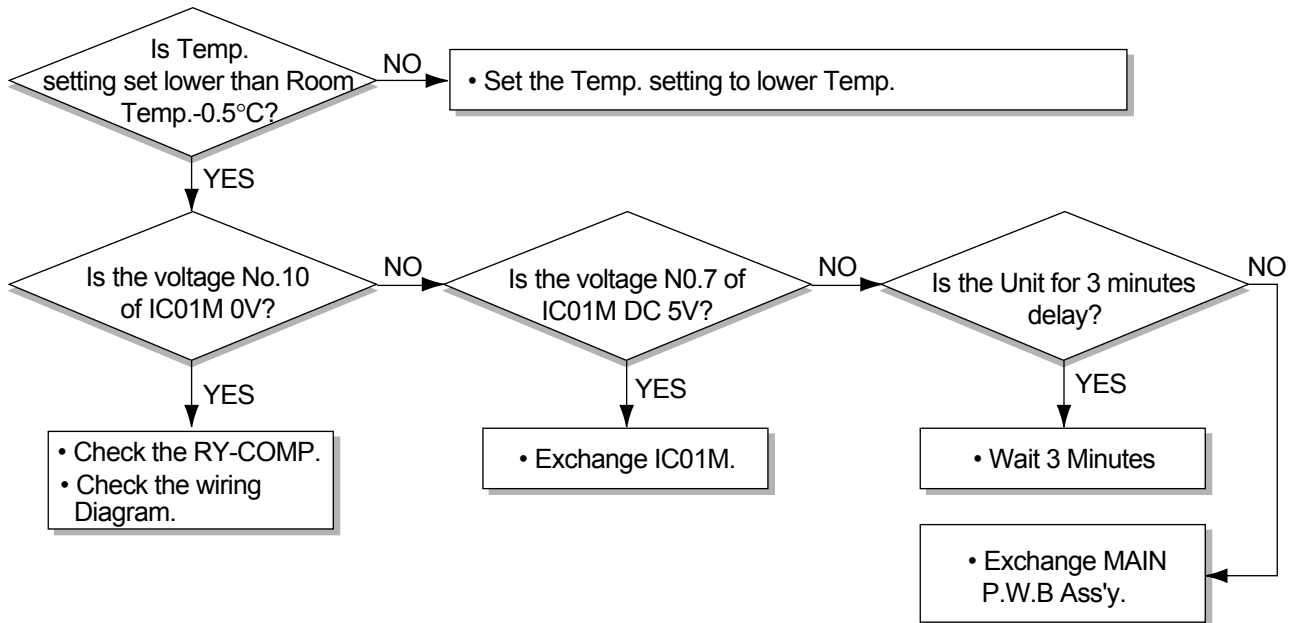 Is Temp.
setting set lower than Room
Temp.-0.5°C?
NO
• Set the Temp. setting to lower Temp.
YES
Is the voltage No.10
of IC01M 0V?
NO
Is the voltage N0.7 of
IC01M DC 5V?
NO
Is the Unit for 3 minutes
delay?
NO
YES
YES
YES
• Check the RY-COMP.
• Check the wiring
Diagram.
• Exchange IC01M.
• Wait 3 Minutes
• Exchange MAIN
P.W.B Ass'y.